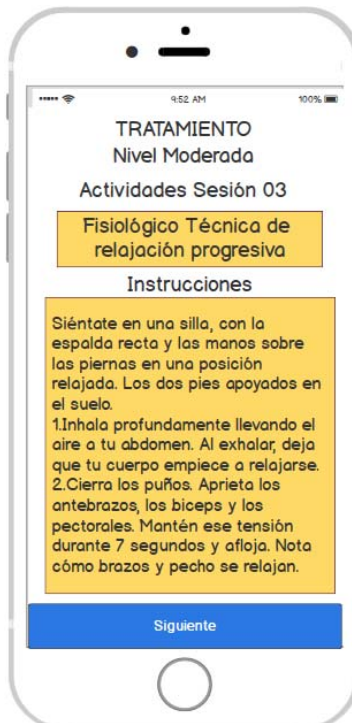 9:52 AM
100%
TRATAMIENTO
Nivel Moderada
Actividades Sesión 03
Fisiológico Técnica de
relajación progresiva
Instrucciones
Siéntate en una silla, con la
espalda recta y las manos sobre
las piernas en una posición
relajada. Los dos pies apoyados en
el suelo.
1.Inhala profundamente llevando el
aire a tu abdomen. Al exhalar, deja
que tu cuerpo empiece a relajarse.
2.Cierra los puños. Aprieta los
antebrazos, los biceps y los
pectorales. Mantén ese tensión
durante 7 segundos y afloja. Nota
cómo brazos y pecho se relajan.
Siguiente